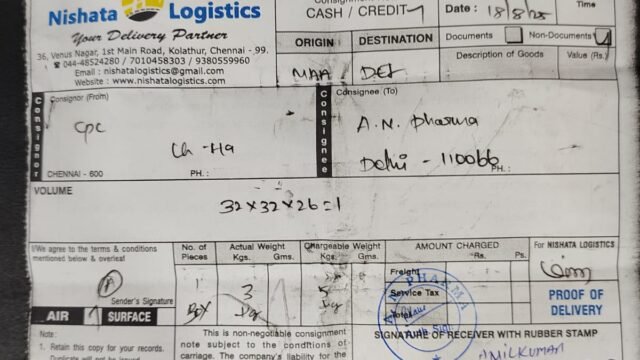 Nishata Logistics
Your Delivery Partner
36, Venus Nagar, 1st Main Road, Kolathur, Chennai - 99.
044-48524280 / 7010458303 / 9380559960
Email : nishatalogistics@gmail.com
Website : www.nishatalogistics.com
CASH / CREDIT
Date : 18/8/25
Time
ORIGIN DESTINATION
MAA DEL
Documents Non-Documents
Description of Goods Value (Rs.)
Consignor
Consignor (From)
CPC
Ch - Hq
CHENNAI - 600 PH. :
Consignee
Consignee (To)
A.N. Pharma
Delhi - 110066
PH. :
VOLUME
32x32x26=1
I/We agree to the terms & conditions
mentioned below & overleaf
Sender's Signature
AIR SURFACE
No. of Pieces
1
Box
Actual Weight
Kgs. Gms.
3
Chargeable Weight
Kgs. Gms.
5
AMOUNT CHARGED
Rs. Ps.
Freight
Service Tax
Total
PHARMA
For NISHATA LOGISTICS
PROOF OF
DELIVERY
SIGNATURE OF RECEIVER WITH RUBBER STAMP
Note :
1. Retain this copy for your records.
This is non-negotiable consignment
note subject to the conditions of
carriage. The company's liability for the